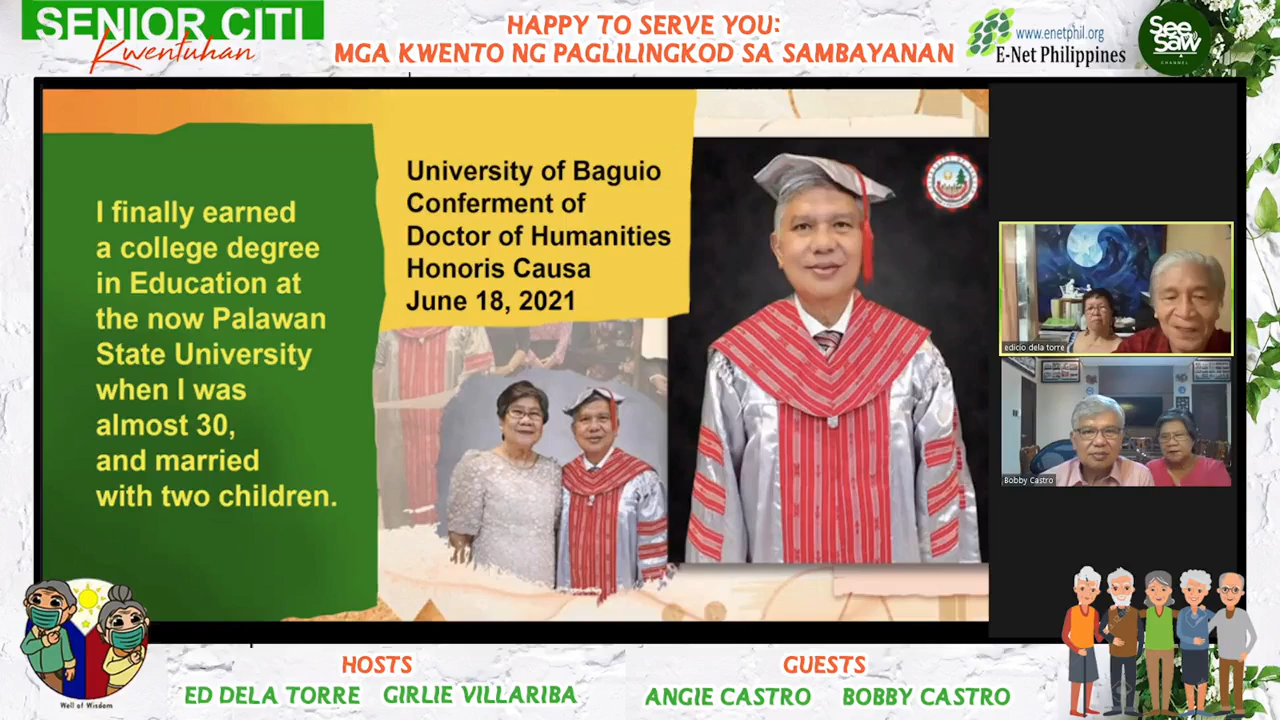 SENIOR CITI
Kwentuhan
HAPPY TO SERVE YOU:
MGA KWENTO NG PAGLILINGKOD SA SAMBAYANAN
www.enetphil.org
E-Net Philippines
See
Saw
CHANNEL
I finally earned
a college degree
in Education at
the now Palawan
State University
when I was
almost 30,
and married
with two children.
University of Baguio
Conferment of
Doctor of Humanities
Honoris Causa
June 18, 2021
edicio dela torre
Bobby Castro
Well of Wisdom
HOSTS
ED DELA TORRE GIRLIE VILLARIBA
GUESTS
ANGIE CASTRO BOBBY CASTRO